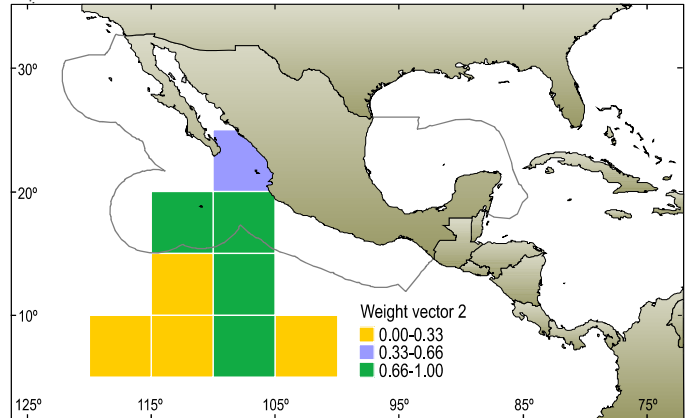 30º
20º
10º
Weight vector 2
0.00-0.33
0.33-0.66
0.66-1.00
125º 115º 105º 95º 85º 75º